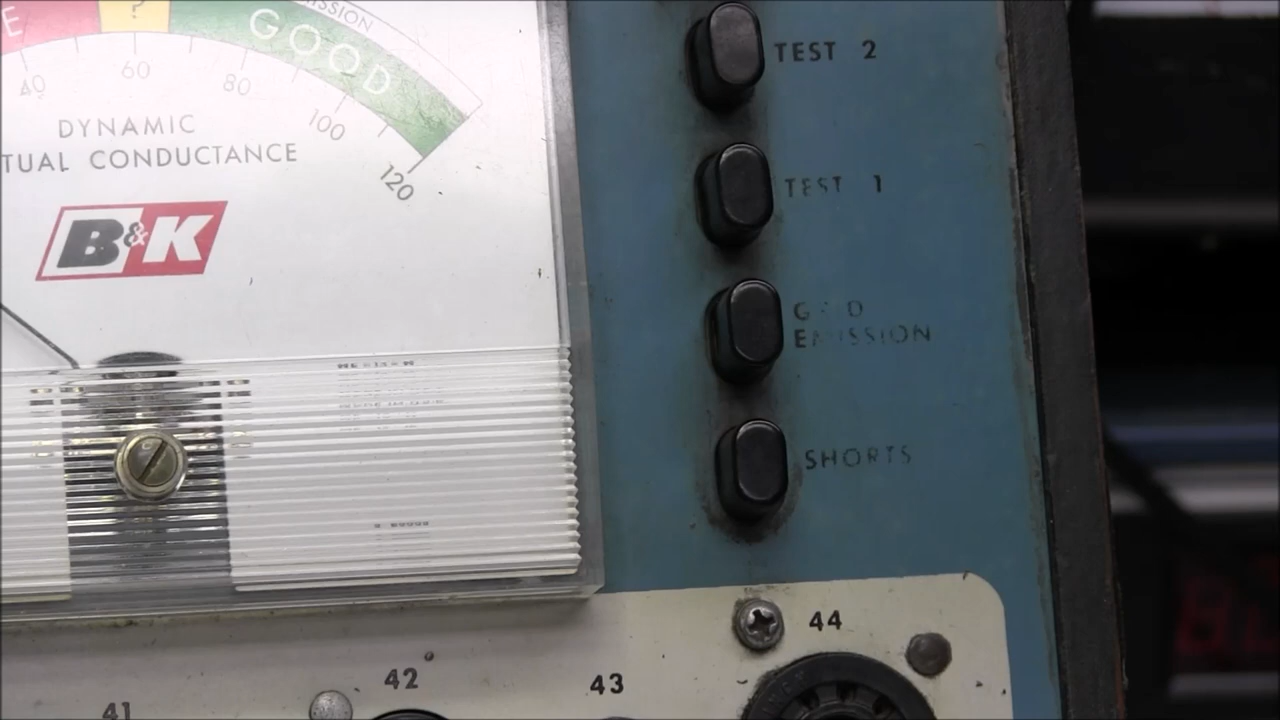 E
?
GOOD
40
60
80
100
120
DYNAMIC
TUAL CONDUCTANCE
B&K
TEST 2
TEST 1
GRID
EMISSION
SHORTS
41
42
43
44